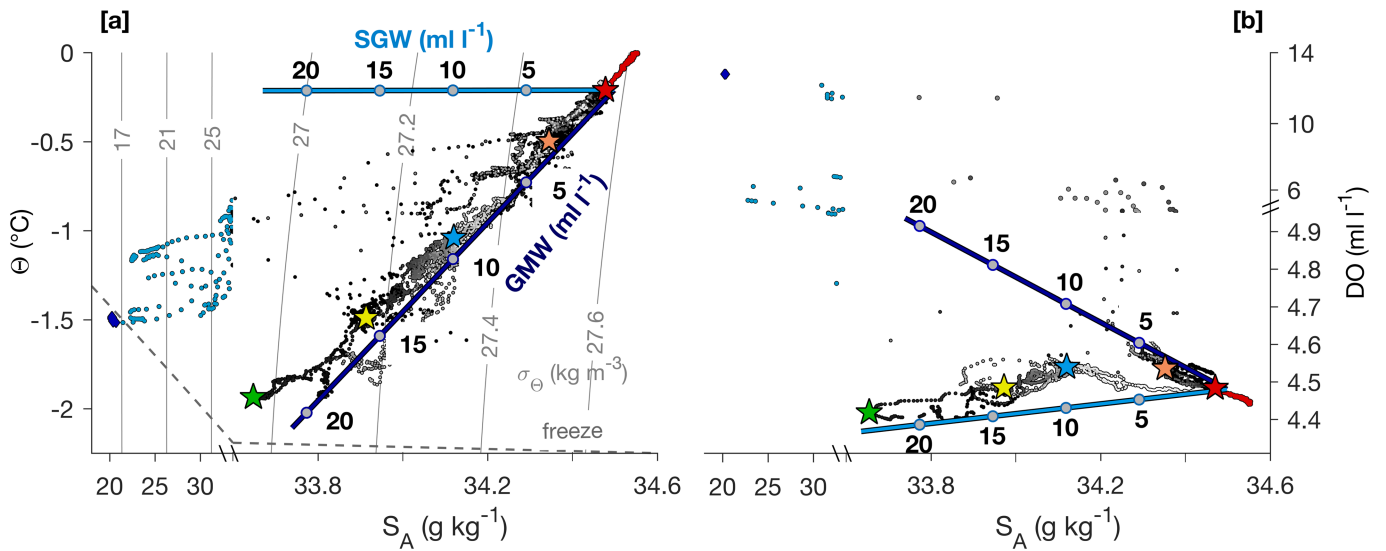 [a]
SGW (ml l⁻¹)
20 15 10 5
0
-0.5
-1
-1.5
-2
Θ (°C)
17
21
25
27
27.2
27.4
27.6
5
10
15
20
GMW (ml l⁻¹)
σ_Θ (kg m⁻³)
freeze
20 25 30 33.8 34.2 34.6
S_A (g kg⁻¹)
[b]
14
10
6
4.9
4.8
4.7
4.6
4.5
4.4
DO (ml l⁻¹)
20
15
10
5
20 15 10 5
20 25 30 33.8 34.2 34.6
S_A (g kg⁻¹)